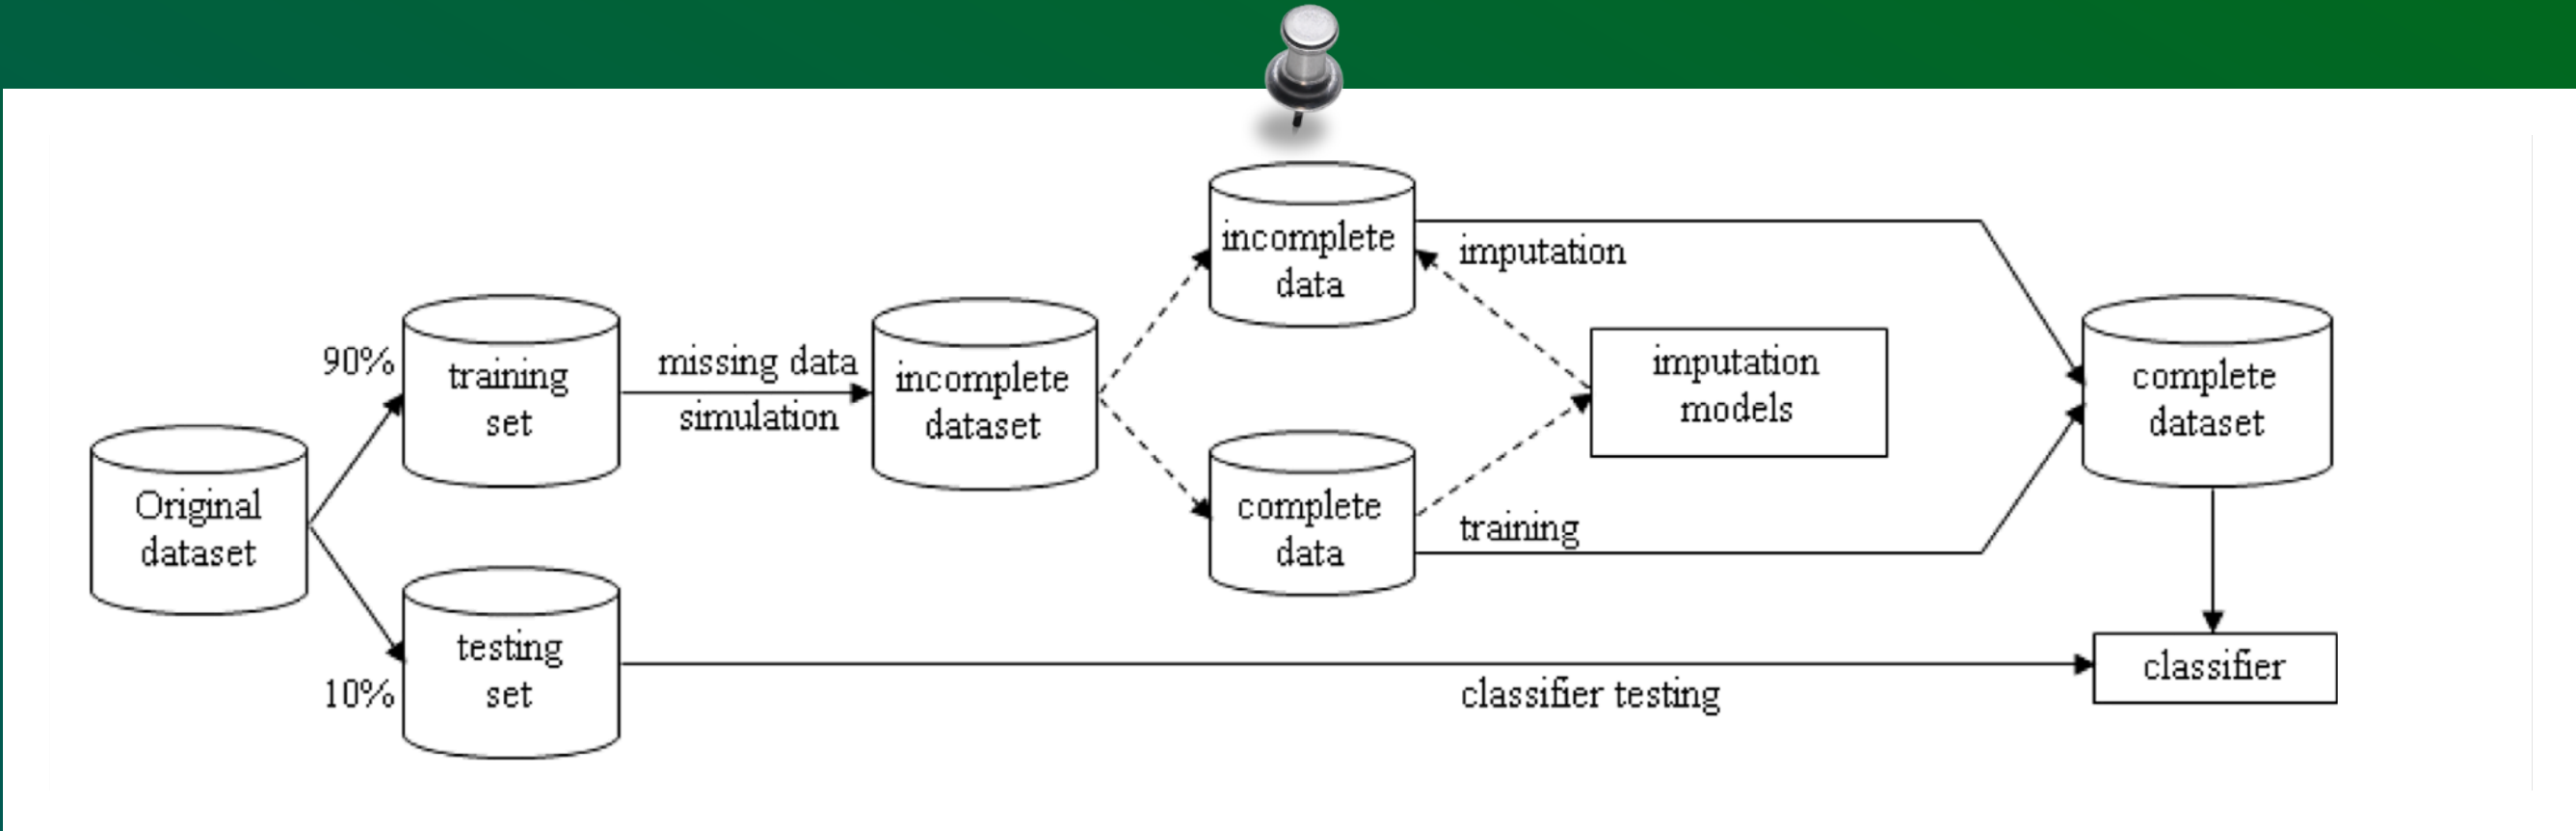 Original
dataset
90%
training
set
10%
testing
set
missing data
simulation
incomplete
dataset
incomplete
data
complete
data
imputation
training
imputation
models
complete
dataset
classifier testing
classifier